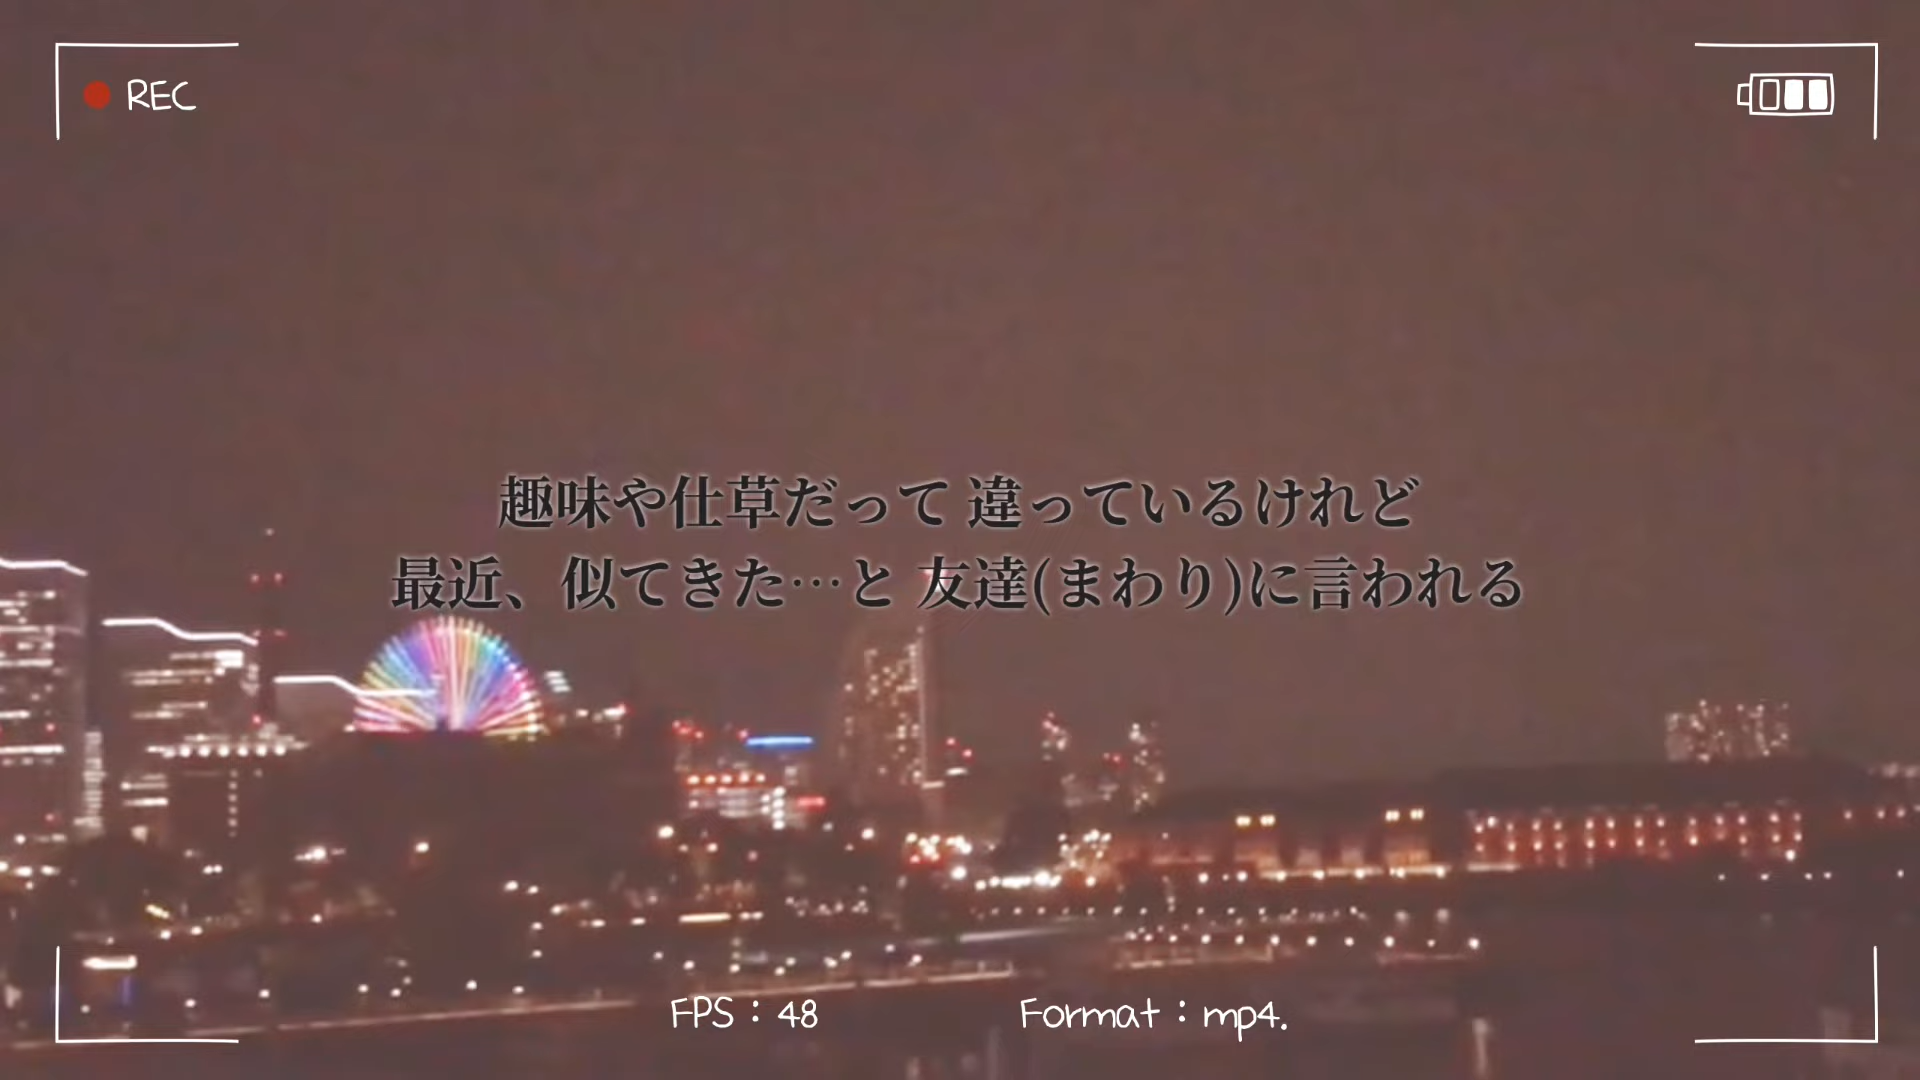 REC
趣味や仕草だって 違っているけれど
最近、似てきた…と 友達(まわり)に言われる
FPS：48
Format：mp4.